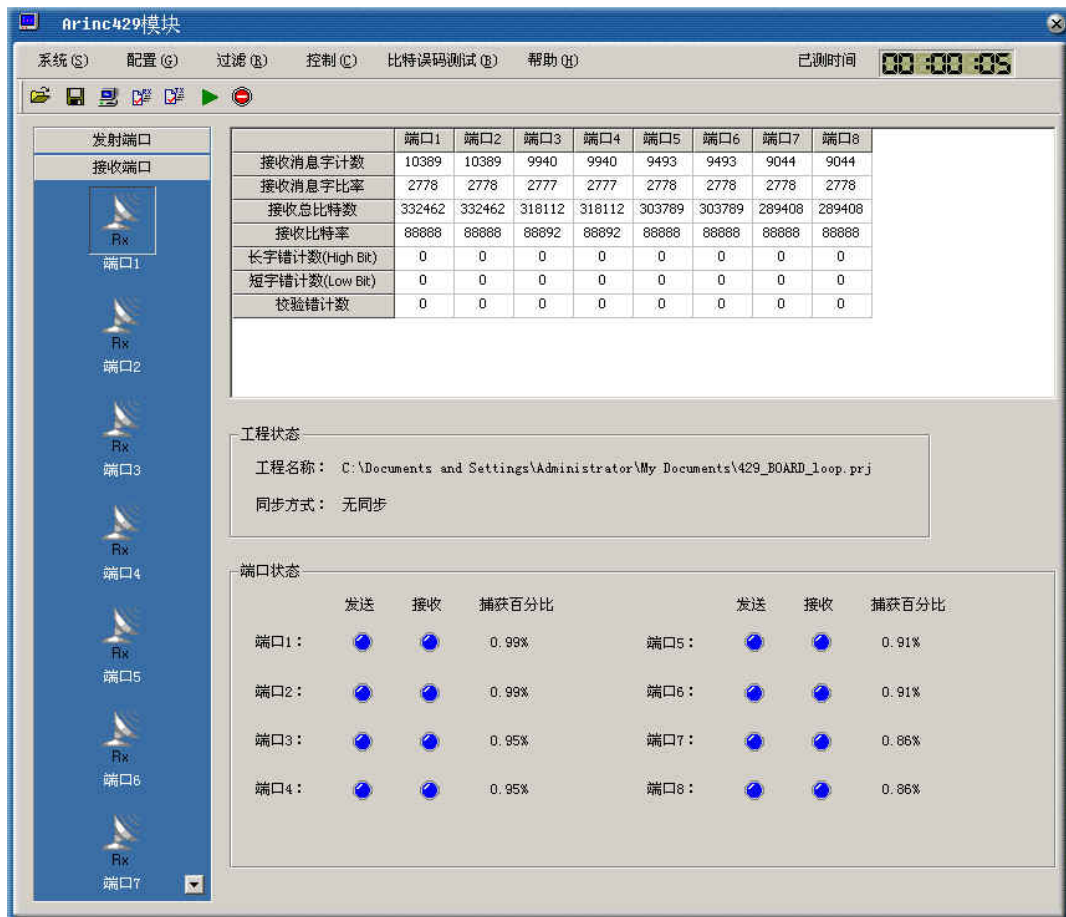 Arinc429模块
系统(S) 配置(G) 过滤(R) 控制(C) 比特误码测试(B) 帮助(H) 已测时间 00:00:05
发射端口
接收端口
Rx
端口1
Rx
端口2
Rx
端口3
Rx
端口4
Rx
端口5
Rx
端口6
Rx
端口7
端口1 端口2 端口3 端口4 端口5 端口6 端口7 端口8
接收消息字计数 10389 10389 9940 9940 9493 9493 9044 9044
接收消息字比率 2778 2778 2777 2777 2778 2778 2778 2778
接收总比特数 332462 332462 318112 318112 303789 303789 289408 289408
接收比特率 88888 88888 88892 88892 88888 88888 88888 88888
长字错计数(High Bit) 0 0 0 0 0 0 0 0
短字错计数(Low Bit) 0 0 0 0 0 0 0 0
校验错计数 0 0 0 0 0 0 0 0
工程状态
工程名称： C:\Documents and Settings\Administrator\My Documents\429_BOARD_loop.prj
同步方式： 无同步
端口状态
发送 接收 捕获百分比 发送 接收 捕获百分比
端口1： 0.99% 端口5： 0.91%
端口2： 0.99% 端口6： 0.91%
端口3： 0.95% 端口7： 0.86%
端口4： 0.95% 端口8： 0.86%